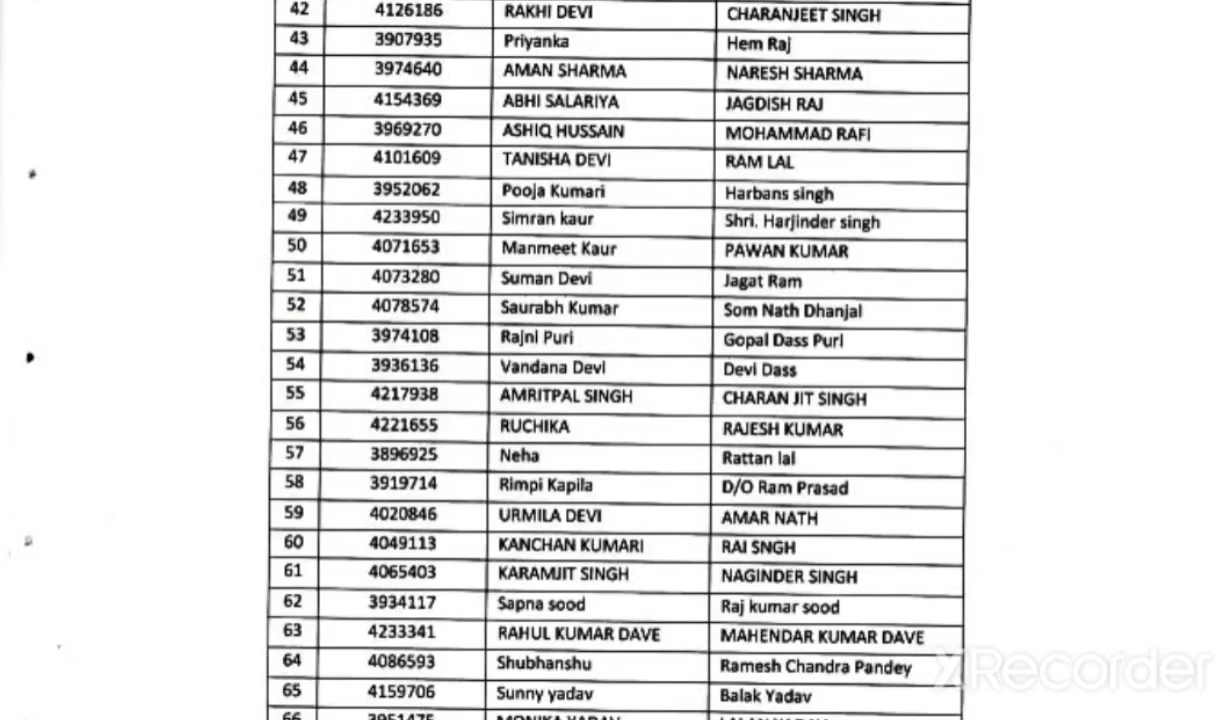 42 4126186 RAKHI DEVI CHARANJEET SINGH
43 3907935 Priyanka Hem Raj
44 3974640 AMAN SHARMA NARESH SHARMA
45 4154369 ABHI SALARIYA JAGDISH RAJ
46 3969270 ASHIQ HUSSAIN MOHAMMAD RAFI
47 4101609 TANISHA DEVI RAM LAL
48 3952062 Pooja Kumari Harbans singh
49 4233950 Simran kaur Shri. Harjinder singh
50 4071653 Manmeet Kaur PAWAN KUMAR
51 4073280 Suman Devi Jagat Ram
52 4078574 Saurabh Kumar Som Nath Dhanjal
53 3974108 Rajni Puri Gopal Dass Puri
54 3936136 Vandana Devi Devi Dass
55 4217938 AMRITPAL SINGH CHARAN JIT SINGH
56 4221655 RUCHIKA RAJESH KUMAR
57 3896925 Neha Rattan lal
58 3919714 Rimpi Kapila D/O Ram Prasad
59 4020846 URMILA DEVI AMAR NATH
60 4049113 KANCHAN KUMARI RAI SNGH
61 4065403 KARAMJIT SINGH NAGINDER SINGH
62 3934117 Sapna sood Raj kumar sood
63 4233341 RAHUL KUMAR DAVE MAHENDAR KUMAR DAVE
64 4086593 Shubhanshu Ramesh Chandra Pandey
65 4159706 Sunny yadav Balak Yadav
66 3951475 MONIKA YADAV
XRecorder